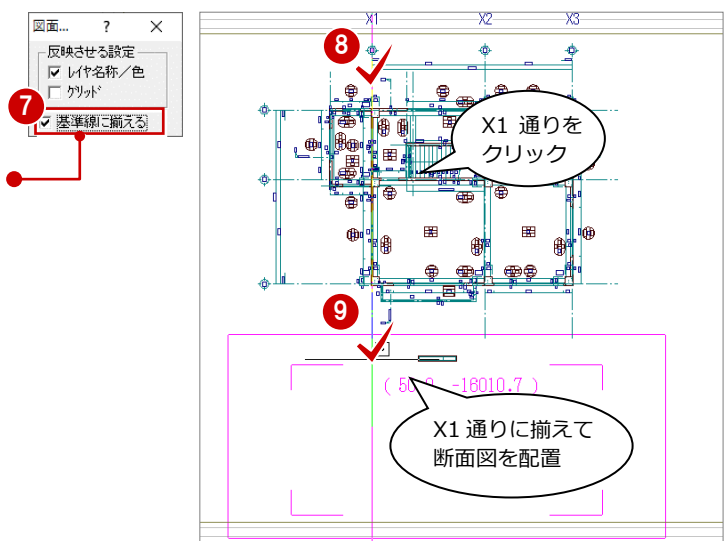 図面... ? ×
反映させる設定
レイヤ名称／色
グリッド
7
基準線に揃える
X1 X2 X3
8
X1 通りを
クリック
9
-16010.7 )
X1 通りに揃えて
断面図を配置